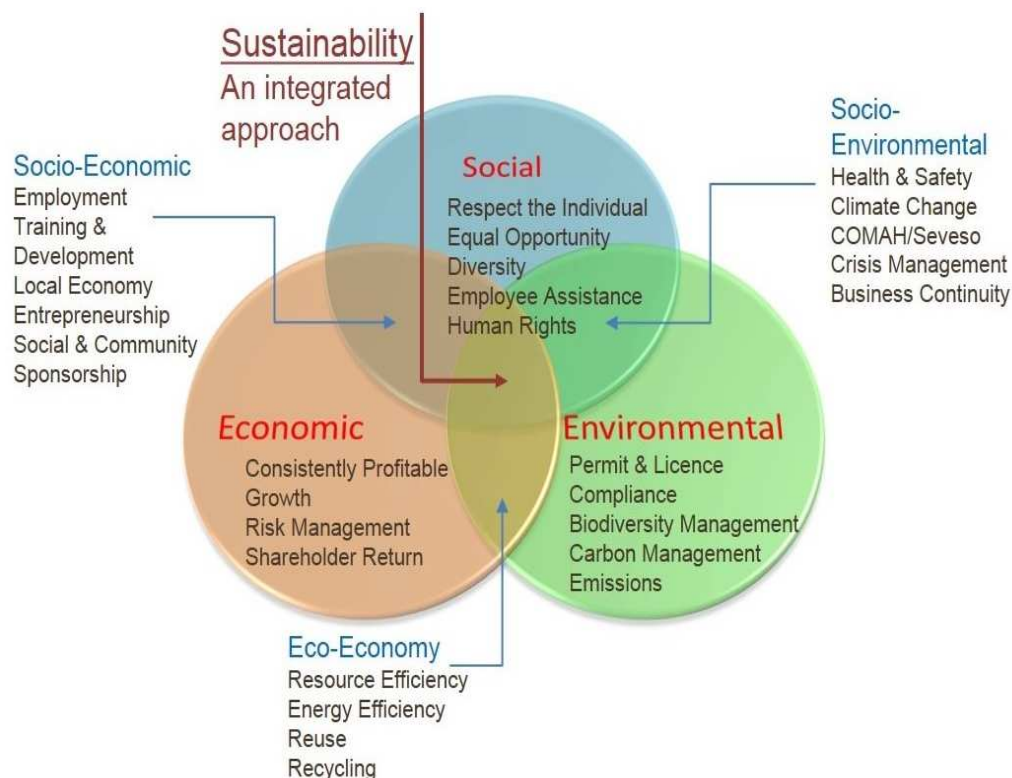 Sustainability
An integrated
approach
Socio-Economic
Employment
Training &
Development
Local Economy
Entrepreneurship
Social & Community
Sponsorship
Social
Respect the Individual
Equal Opportunity
Diversity
Employee Assistance
Human Rights
Socio-
Environmental
Health & Safety
Climate Change
COMAH/Seveso
Crisis Management
Business Continuity
Economic
Consistently Profitable
Growth
Risk Management
Shareholder Return
Environmental
Permit & Licence
Compliance
Biodiversity Management
Carbon Management
Emissions
Eco-Economy
Resource Efficiency
Energy Efficiency
Reuse
Recycling